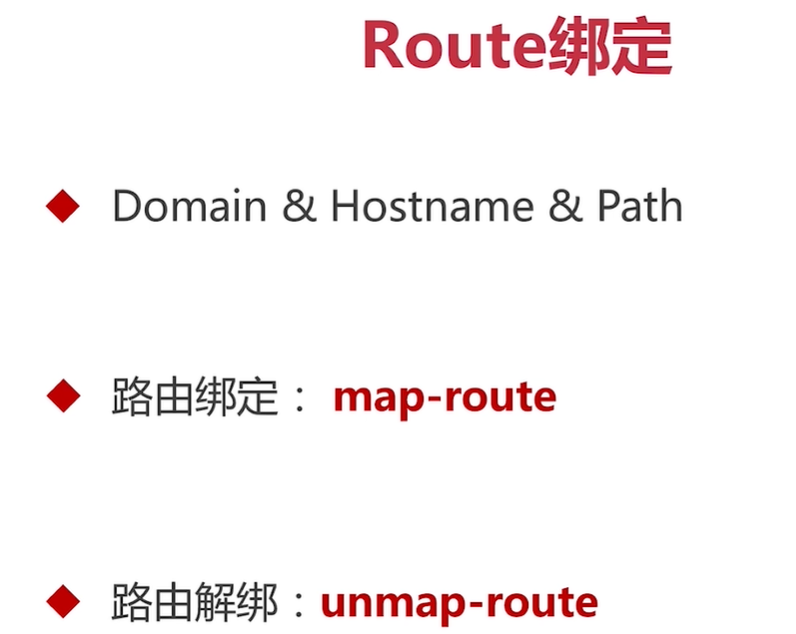 Route绑定
Domain & Hostname & Path
路由绑定： map-route
路由解绑：unmap-route